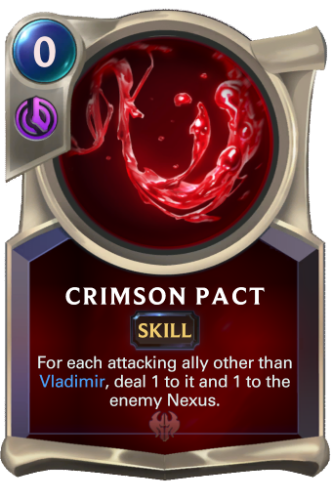 0
CRIMSON PACT
SKILL
For each attacking ally other than
Vladimir, deal 1 to it and 1 to the
enemy Nexus.